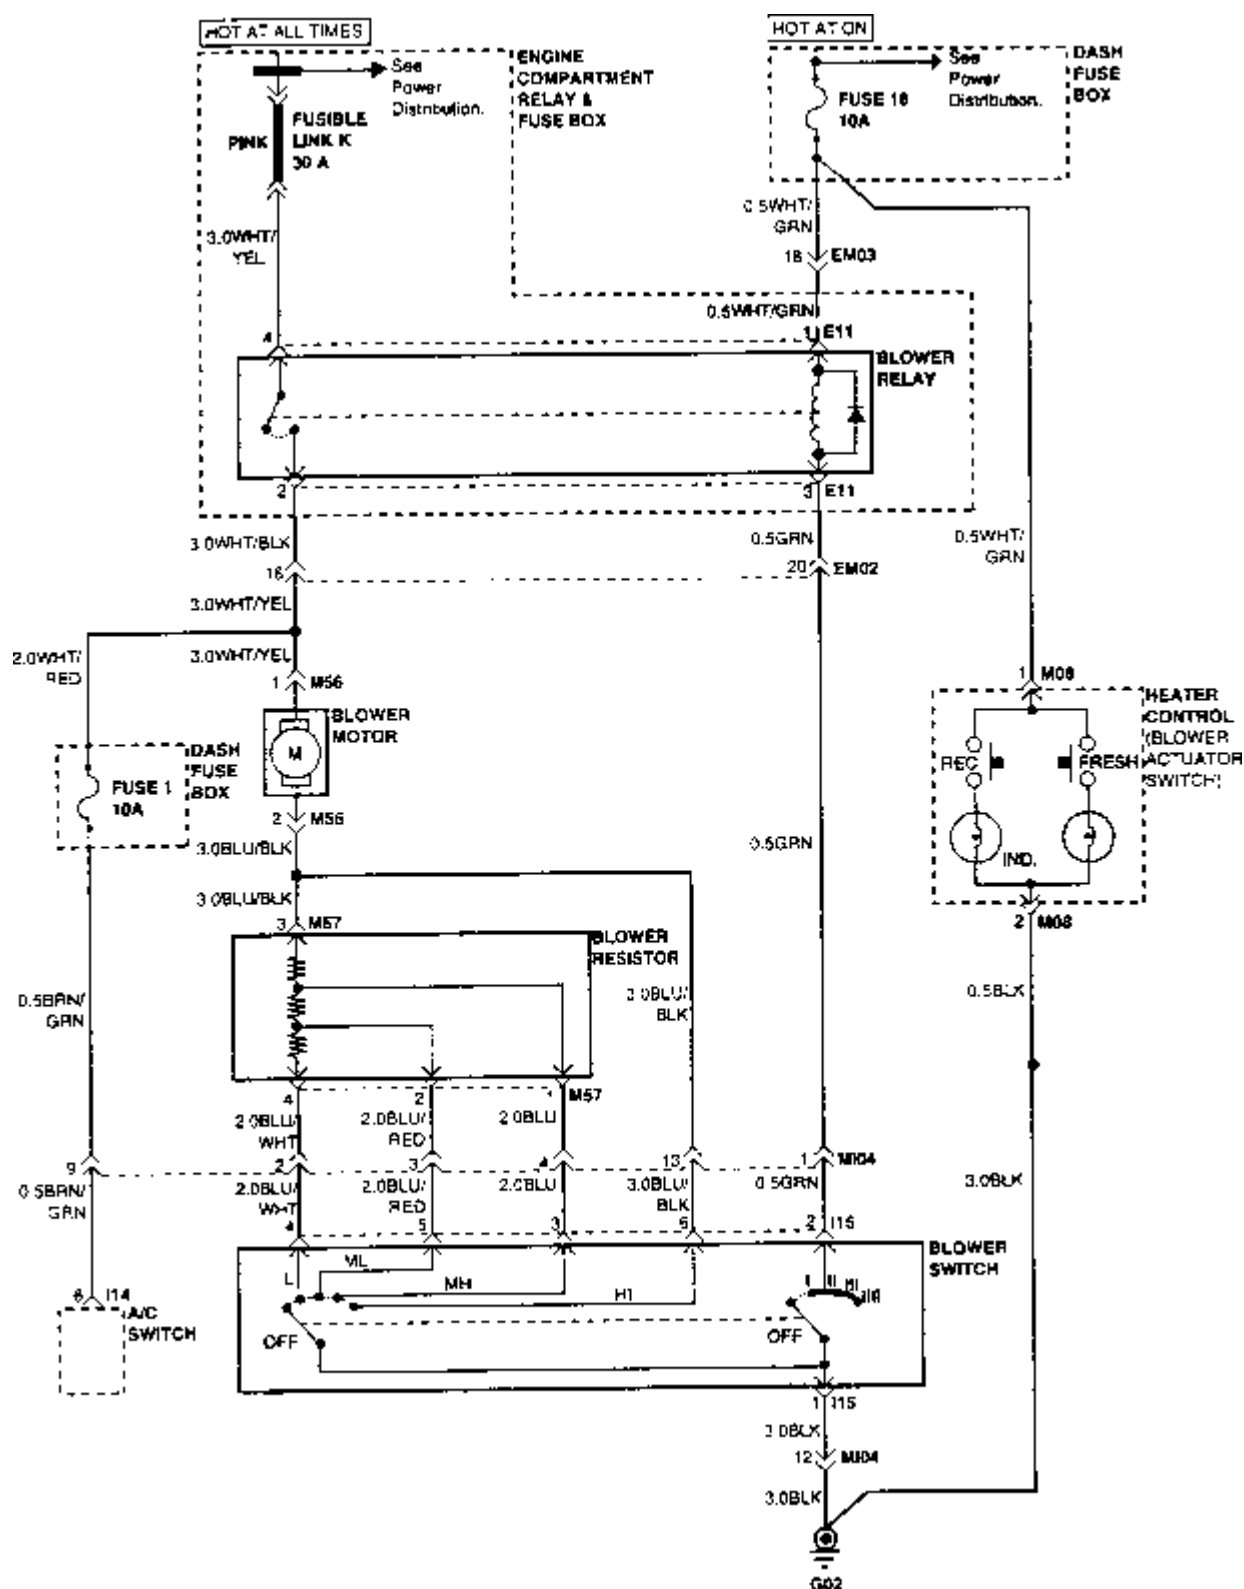 HOT AT ALL TIMES
HOT AT ON
See
Power
Distribution.
ENGINE
COMPARTMENT
RELAY &
FUSE BOX
See
Power
Distribution.
DASH
FUSE
BOX
PINK
FUSIBLE
LINK K
30 A
FUSE 18
10A
3.0WHT/
YEL
0.5WHT/
GRN
18
EM03
0.5WHT/GRN
4
1
E11
BLOWER
RELAY
2
3
E11
3.0WHT/BLK
0.5GRN
0.5WHT/
GRN
16
20
EM02
3.0WHT/YEL
3.0WHT/YEL
2.0WHT/
RED
1
M56
1
M08
BLOWER
MOTOR
M
HEATER
CONTROL
(BLOWER
ACTUATOR
SWITCH)
DASH
FUSE
BOX
FUSE 1
10A
REC
FRESH
2
M56
3.0BLU/BLK
0.5GRN
IND.
3.0BLU/BLK
3
M57
2
M08
BLOWER
RESISTOR
0.5BRN/
GRN
3.0BLU/
BLK
0.5BLK
4
2
1
M57
2.0BLU/
WHT
2.0BLU/
RED
2.0BLU
9
2
3
4
13
1
MI04
0.5BRN/
GRN
2.0BLU/
WHT
2.0BLU/
RED
2.0BLU
3.0BLU/
BLK
0.5GRN
3.0BLK
4
5
3
6
2
I15
BLOWER
SWITCH
L
ML
MH
HI
OFF
OFF
6
I14
A/C
SWITCH
1
I15
3.0BLK
12
MI04
3.0BLK
G02